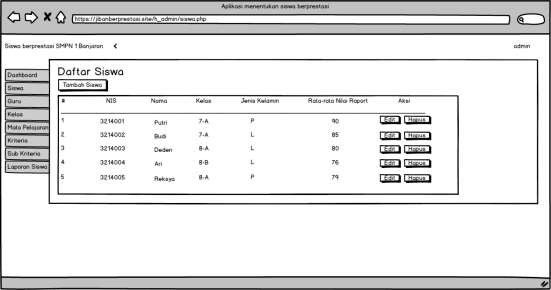 Aplikasi menentukan siswa berprestasi
https://jibanberprestasi.site/h_admin/siswa.php
Siswa berprestasi SMPN 1 Banjaran <
admin
Dashboard
Siswa
Guru
Kelas
Mata Pelajaran
Kriteria
Sub Kriteria
Laporan Siswa
Daftar Siswa
Tambah Siswa
# NIS Nama Kelas Jenis Kelamin Rata-rata Nilai Raport Aksi
1 3214001 Putri 7-A P 90 Edit Hapus
2 3214002 Budi 7-A L 85 Edit Hapus
3 3214003 Deden 8-A L 80 Edit Hapus
4 3214004 Ari 8-B L 76 Edit Hapus
5 3214005 Reksya 8-A P 79 Edit Hapus